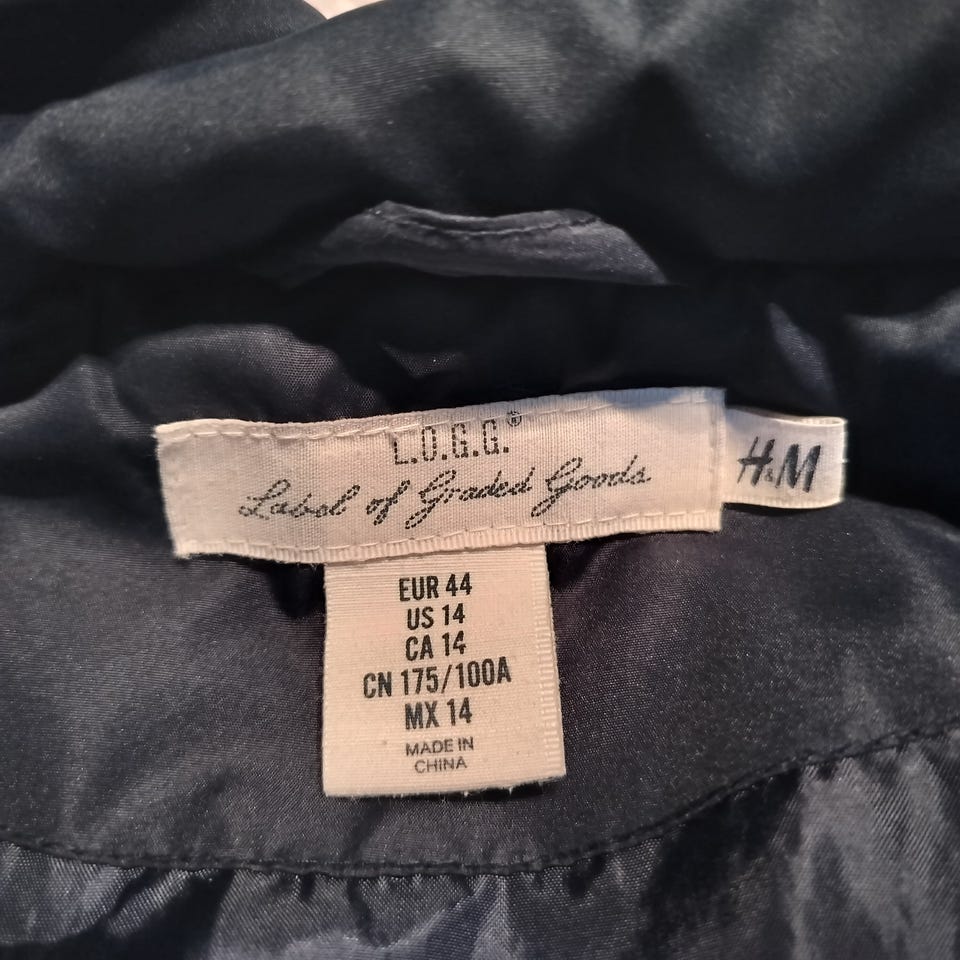 L.O.G.G.®
Label of Graded Goods
H&M
EUR 44
US 14
CA 14
CN 175/100A
MX 14
MADE IN
CHINA